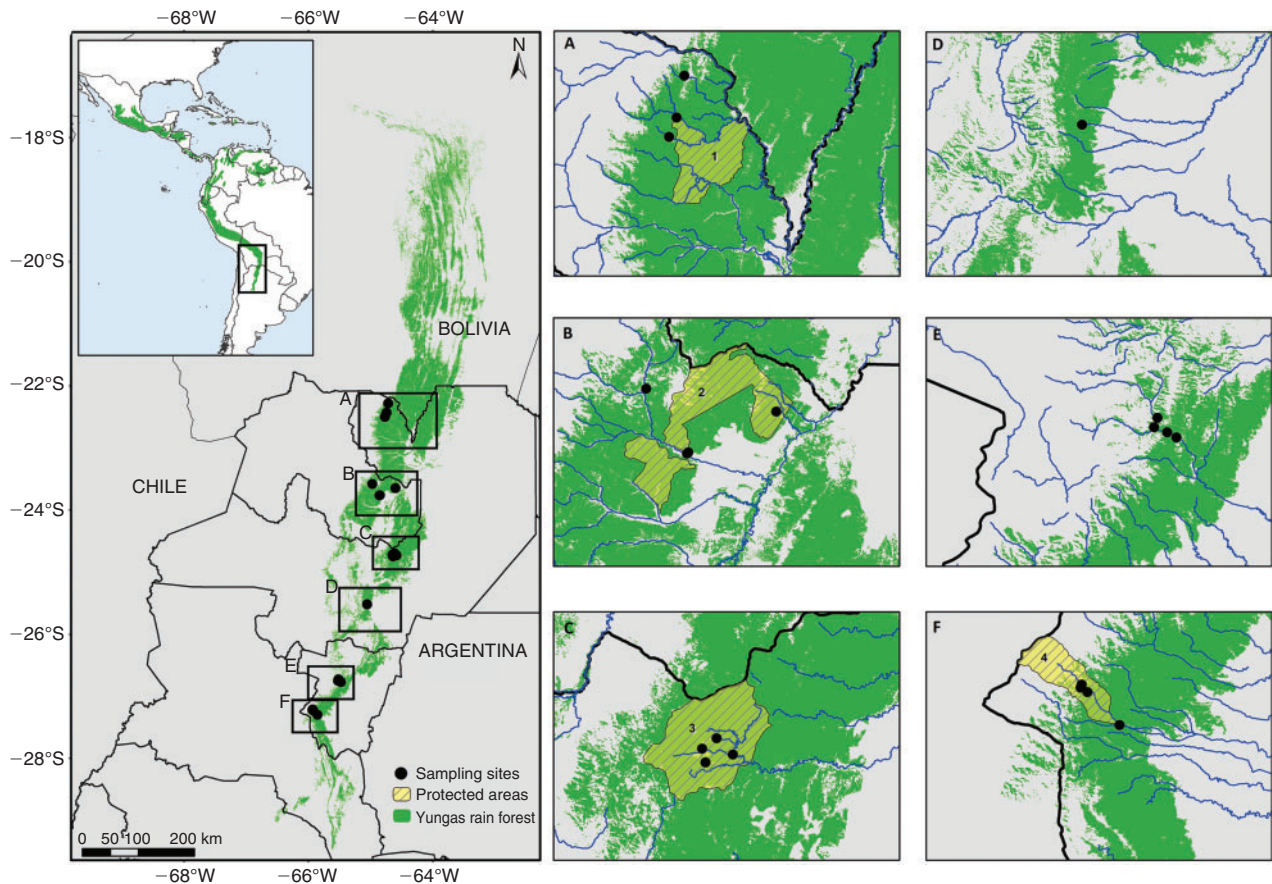 −68°W −66°W −64°W
N
−18°S
−20°S
−22°S
−24°S
−26°S
−28°S
BOLIVIA
CHILE
ARGENTINA
A
B
C
D
E
F
Sampling sites
Protected areas
Yungas rain forest
0 50 100 200 km
−68°W −66°W −64°W
A
1
B
2
C
3
D
E
F
4